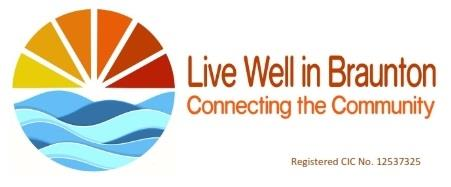 Live Well in Braunton
Connecting the Community
Registered CIC No. 12537325